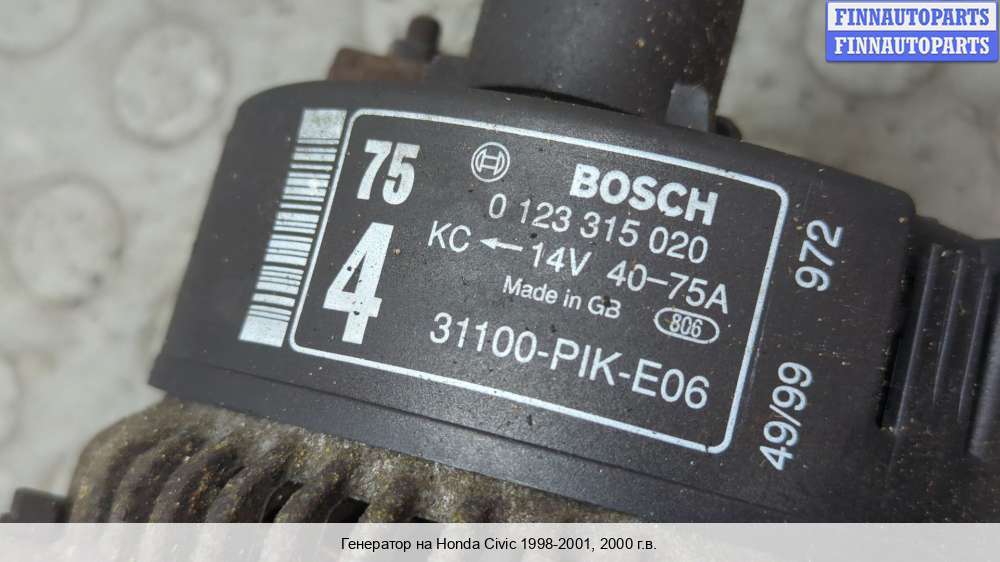 FINNAUTOPARTS
FINNAUTOPARTS
75
BOSCH
0 123 315 020
4
KC ← 14V 40-75A
Made in GB
806
31100-PIK-E06
972
49/99
Генератор на Honda Civic 1998-2001, 2000 г.в.